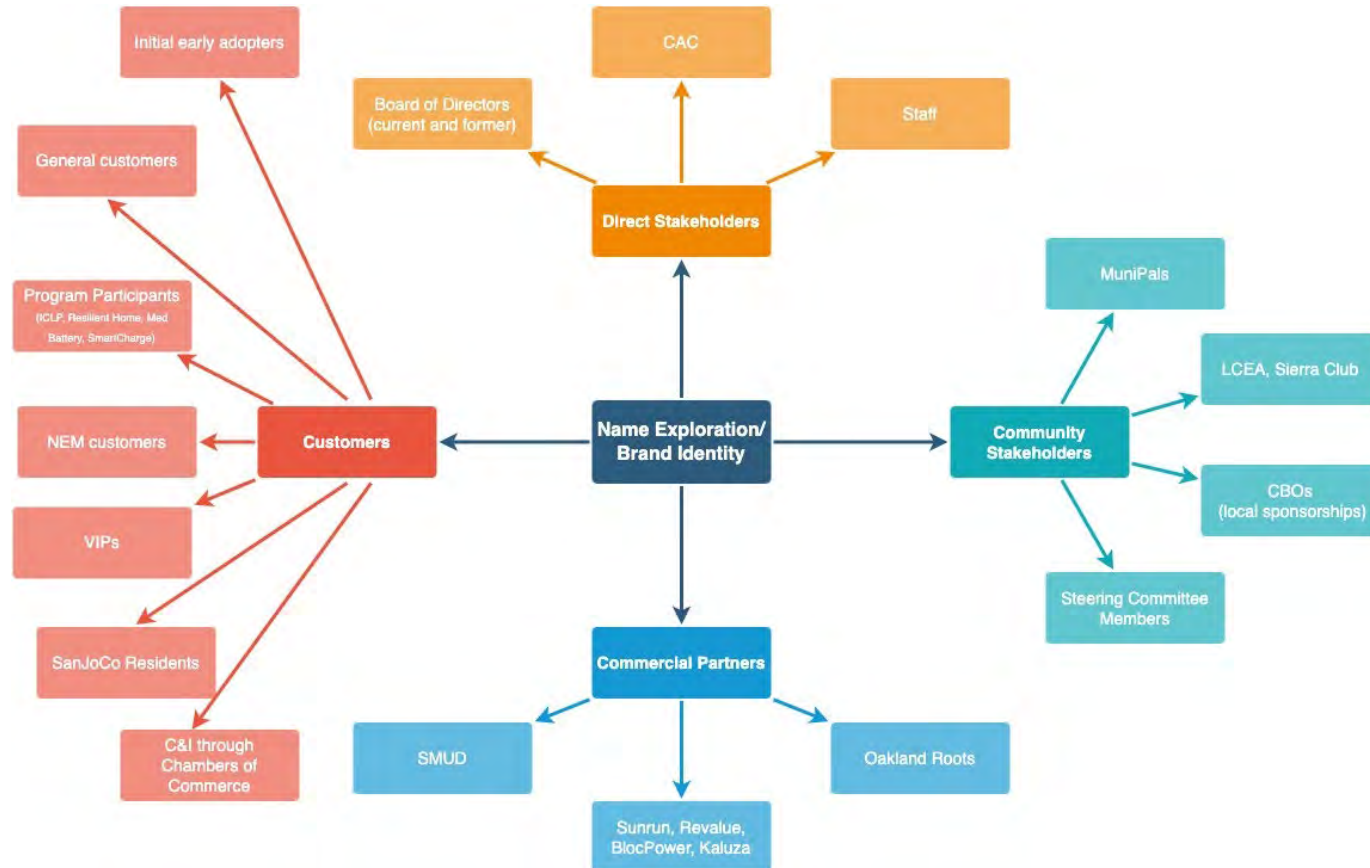 Initial early adopters
CAC
Board of Directors
(current and former)
Staff
General customers
Direct Stakeholders
MuniPals
Program Participants
(ICLP, Resilient Home, Med
Battery, SmartCharge)
LCEA, Sierra Club
NEM customers
Customers
Name Exploration/
Brand Identity
Community
Stakeholders
CBOs
(local sponsorships)
VIPs
Steering Committee
Members
SanJoCo Residents
Commercial Partners
C&I through
Chambers of
Commerce
SMUD
Oakland Roots
Sunrun, Revalue,
BlocPower, Kaluza